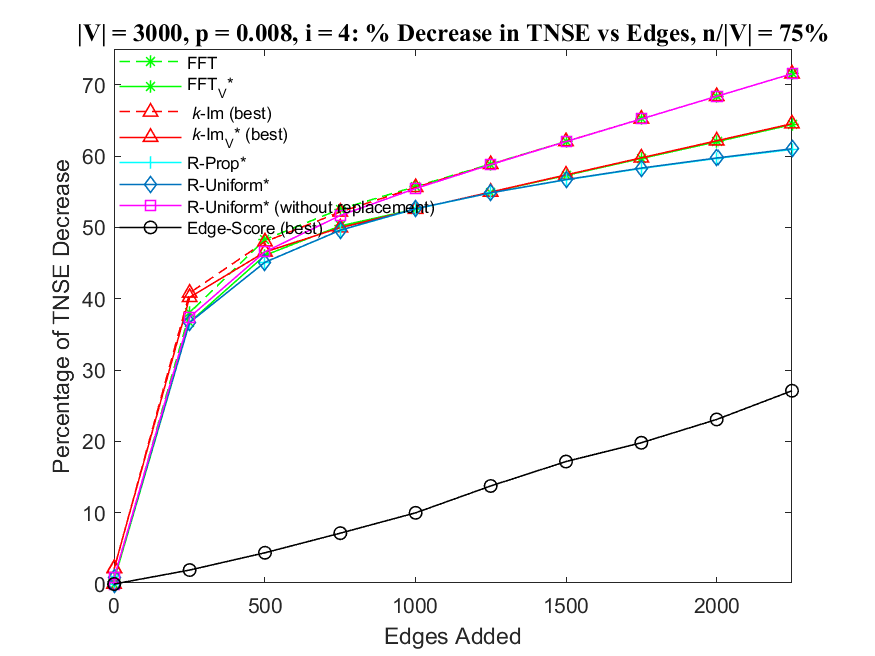 |V| = 3000, p = 0.008, i = 4: % Decrease in TNSE vs Edges, n/|V| = 75%
FFT
FFT_V*
k-Im (best)
k-Im_V* (best)
R-Prop*
R-Uniform*
R-Uniform* (without replacement)
Edge-Score (best)
Percentage of TNSE Decrease
70
60
50
40
30
20
10
0
0 500 1000 1500 2000
Edges Added